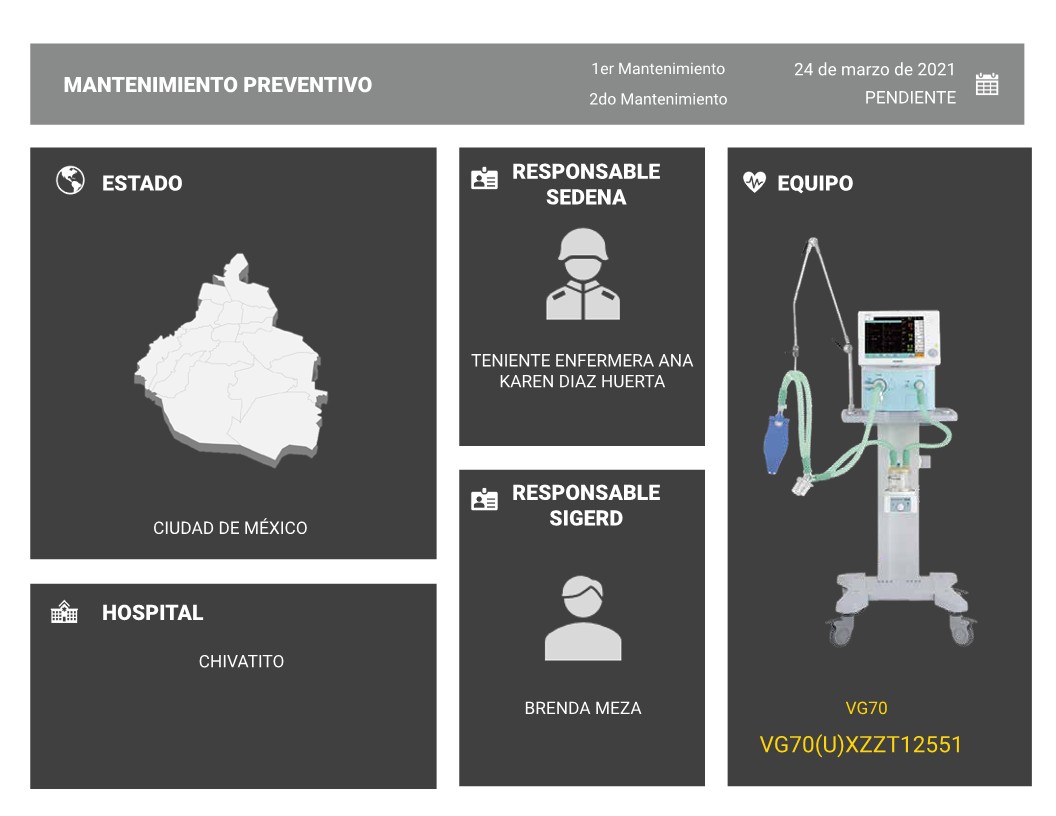 MANTENIMIENTO PREVENTIVO
1er Mantenimiento
24 de marzo de 2021
2do Mantenimiento
PENDIENTE
ESTADO
CIUDAD DE MÉXICO
HOSPITAL
CHIVATITO
RESPONSABLE
SEDENA
TENIENTE ENFERMERA ANA
KAREN DIAZ HUERTA
RESPONSABLE
SIGERD
BRENDA MEZA
EQUIPO
VG70
VG70(U)XZZT12551